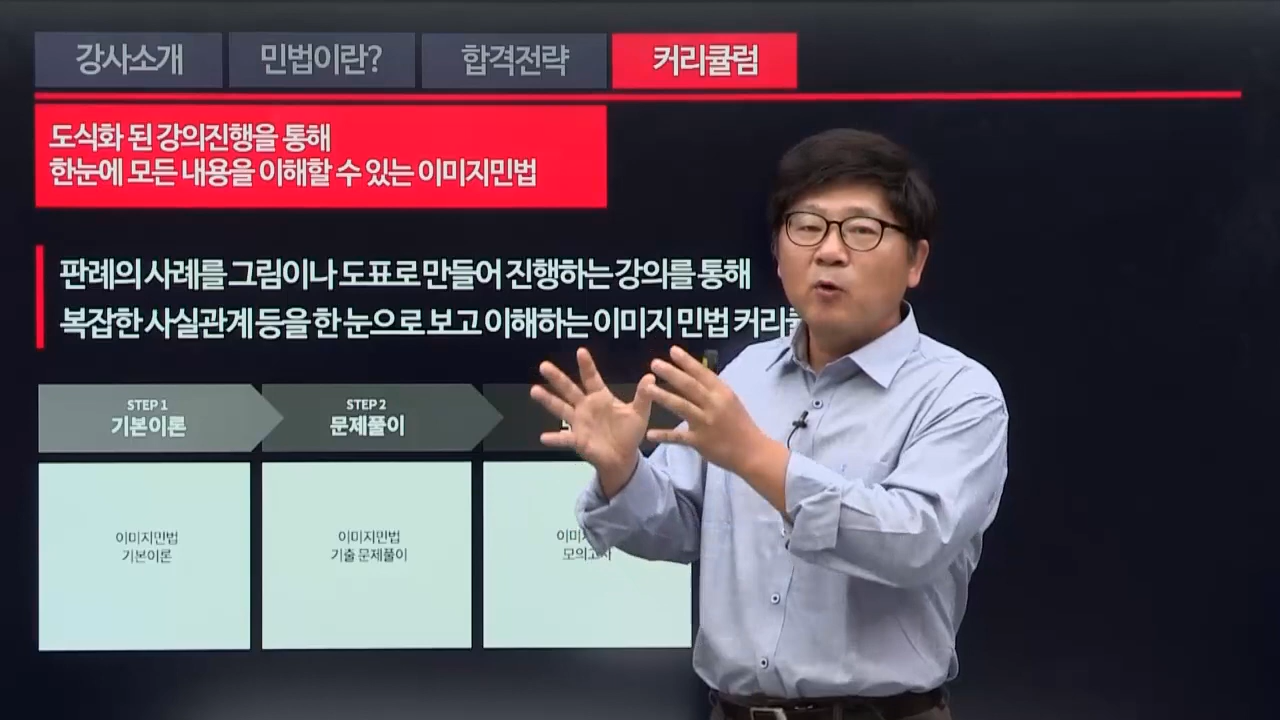 강사소개 민법이란? 합격전략 커리큘럼
도식화 된 강의진행을 통해
한눈에 모든 내용을 이해할 수 있는 이미지민법
판례의 사례를 그림이나 도표로 만들어 진행하는 강의를 통해
복잡한 사실관계 등을 한 눈으로 보고 이해하는 이미지 민법
STEP 1
기본이론
STEP 2
문제풀이
이미지민법
기본이론
이미지민법
기출 문제풀이
모의고사